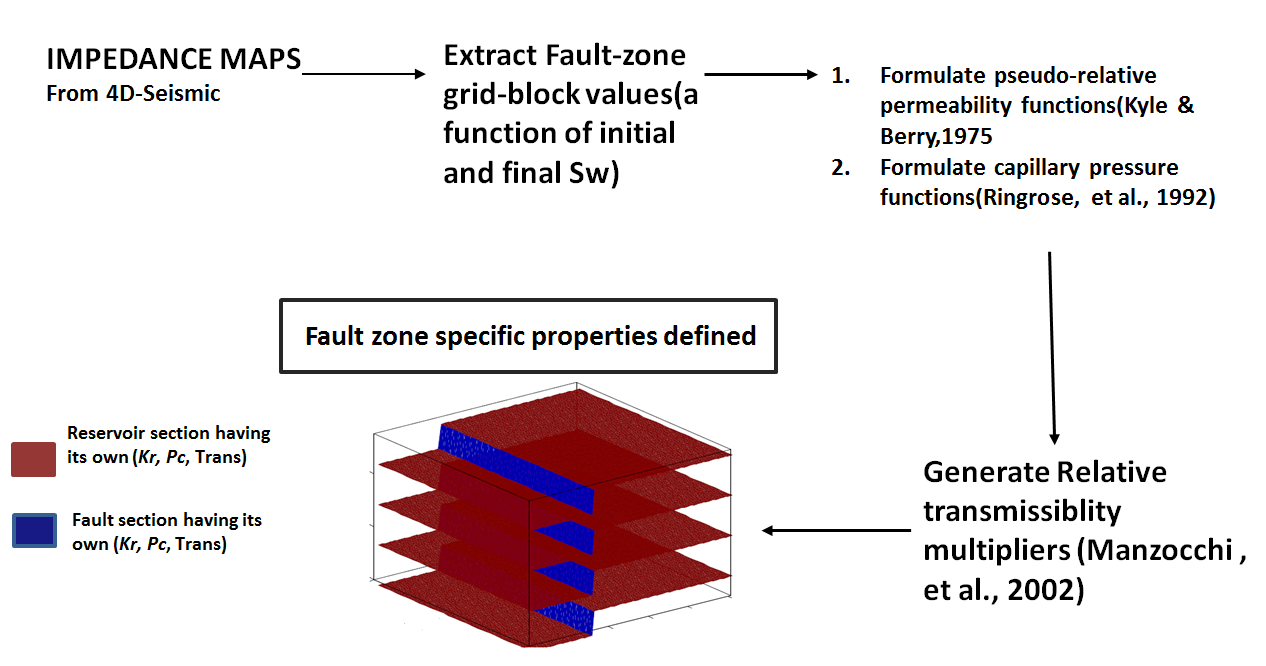 IMPEDANCE MAPS
From 4D-Seismic
Extract Fault-zone
grid-block values(a
function of initial
and final Sw)
1. Formulate pseudo-relative
permeability functions(Kyle &
Berry,1975
2. Formulate capillary pressure
functions(Ringrose, et al., 1992)
Generate Relative
transmissiblity
multipliers (Manzocchi ,
et al., 2002)
Fault zone specific properties defined
Reservoir section having
its own (Kr, Pc, Trans)
Fault section having its
own (Kr, Pc, Trans)